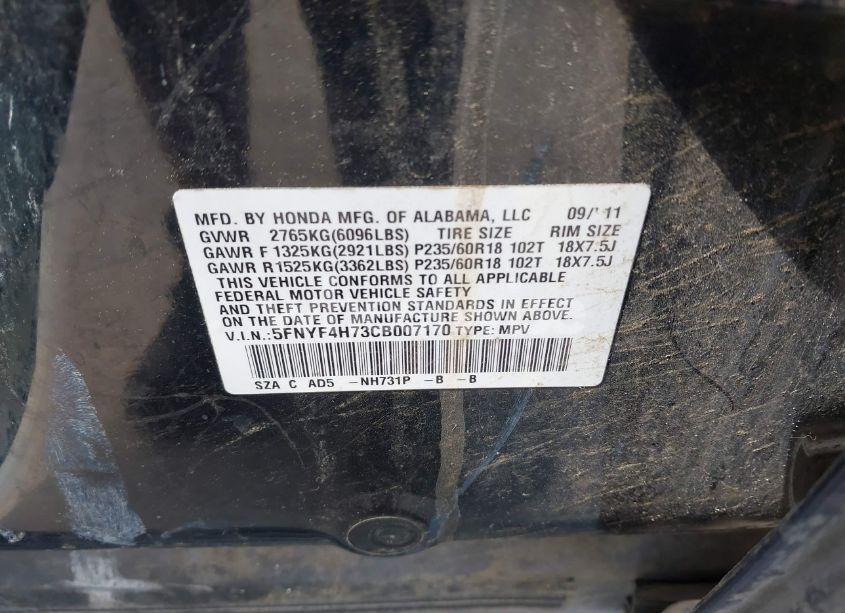 MFD. BY HONDA MFG. OF ALABAMA, LLC 09/'11
GVWR 2765KG(6096LBS) TIRE SIZE RIM SIZE
GAWR F 1325KG(2921LBS) P235/60R18 102T 18X7.5J
GAWR R1525KG(3362LBS) P235/60R18 102T 18X7.5J
THIS VEHICLE CONFORMS TO ALL APPLICABLE
FEDERAL MOTOR VEHICLE SAFETY
AND THEFT PREVENTION STANDARDS IN EFFECT
ON THE DATE OF MANUFACTURE SHOWN ABOVE.
V.I.N.:5FNYF4H73CB007170 TYPE: MPV
SZA C AD5 -NH731P -B -B